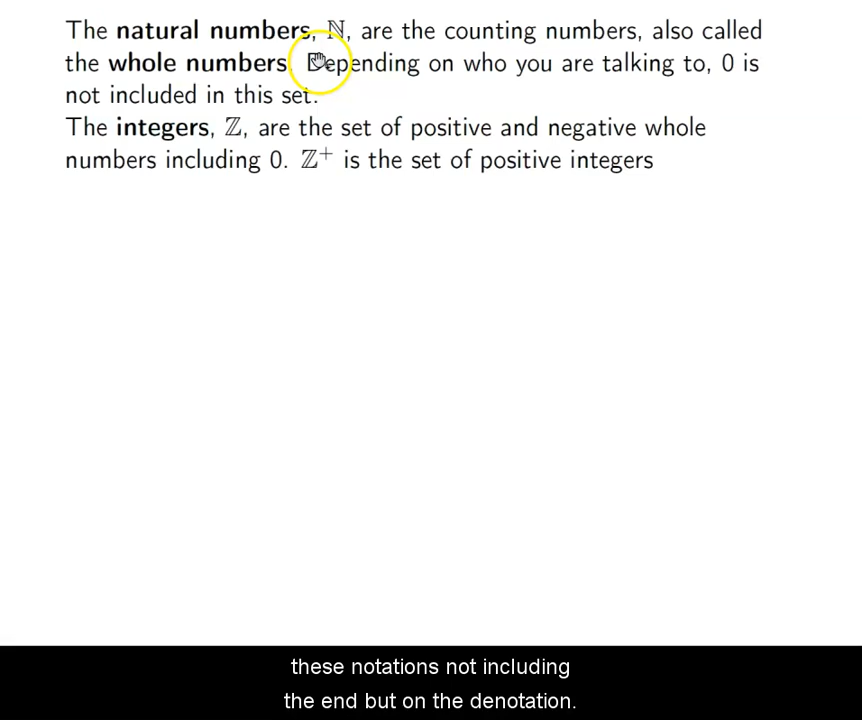 The natural numbers, ℕ, are the counting numbers, also called
the whole numbers. Depending on who you are talking to, 0 is
not included in this set.
The integers, ℤ, are the set of positive and negative whole
numbers including 0. ℤ⁺ is the set of positive integers
these notations not including
the end but on the denotation.